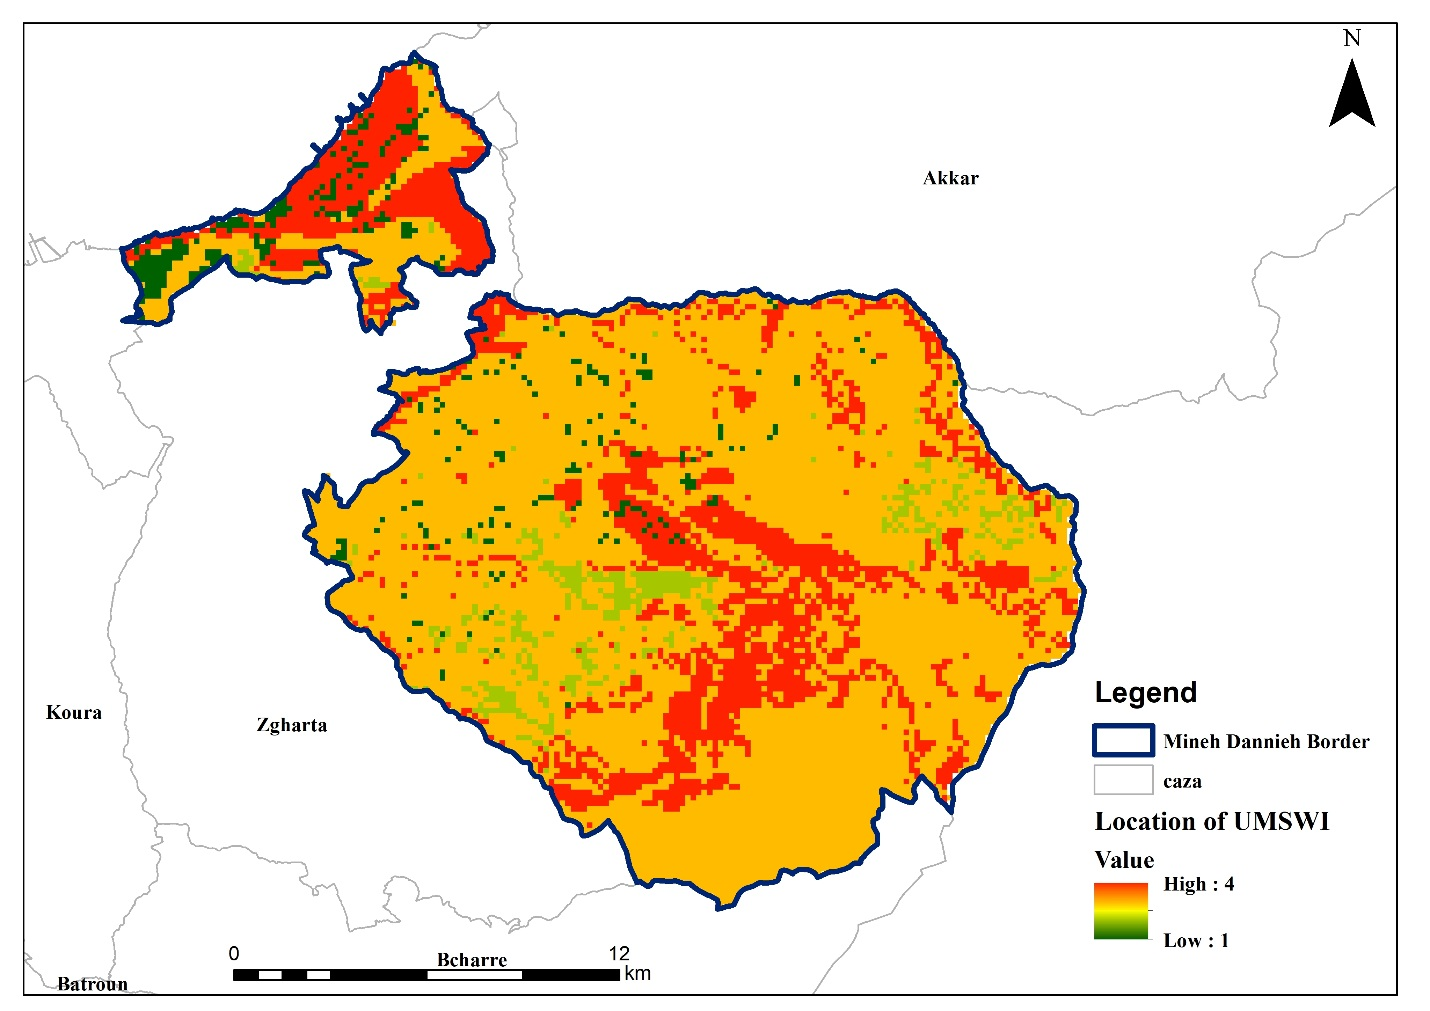 N
Akkar
Koura
Zgharta
Legend
Mineh Dannieh Border
caza
Location of UMSWI
Value
High : 4
Low : 1
0
12
km
Bcharre
Batroun